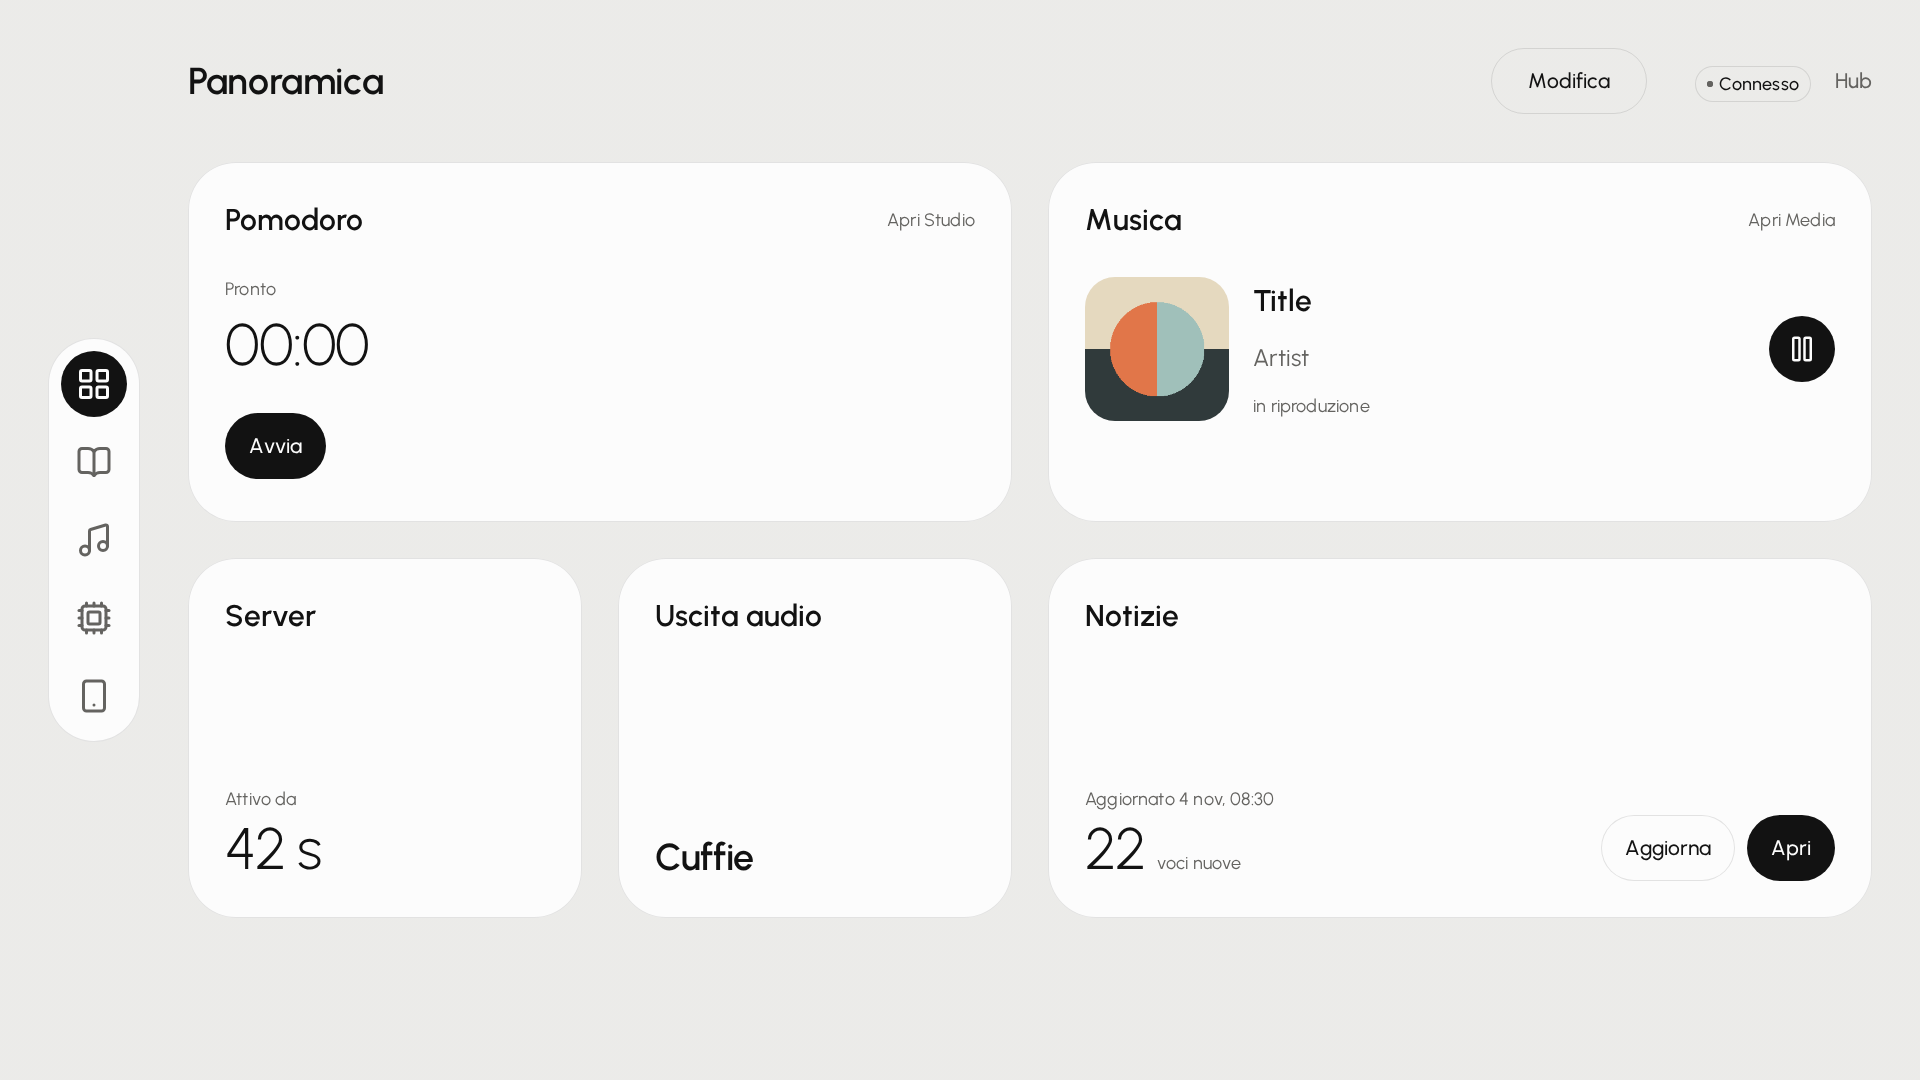 Panoramica
Modifica
Connesso
Hub
Pomodoro
Apri Studio
Pronto
00:00
Avvia
Musica
Apri Media
Title
Artist
in riproduzione
Server
Attivo da
42 s
Uscita audio
Cuffie
Notizie
Aggiornato 4 nov, 08:30
22 voci nuove
Aggiorna
Apri